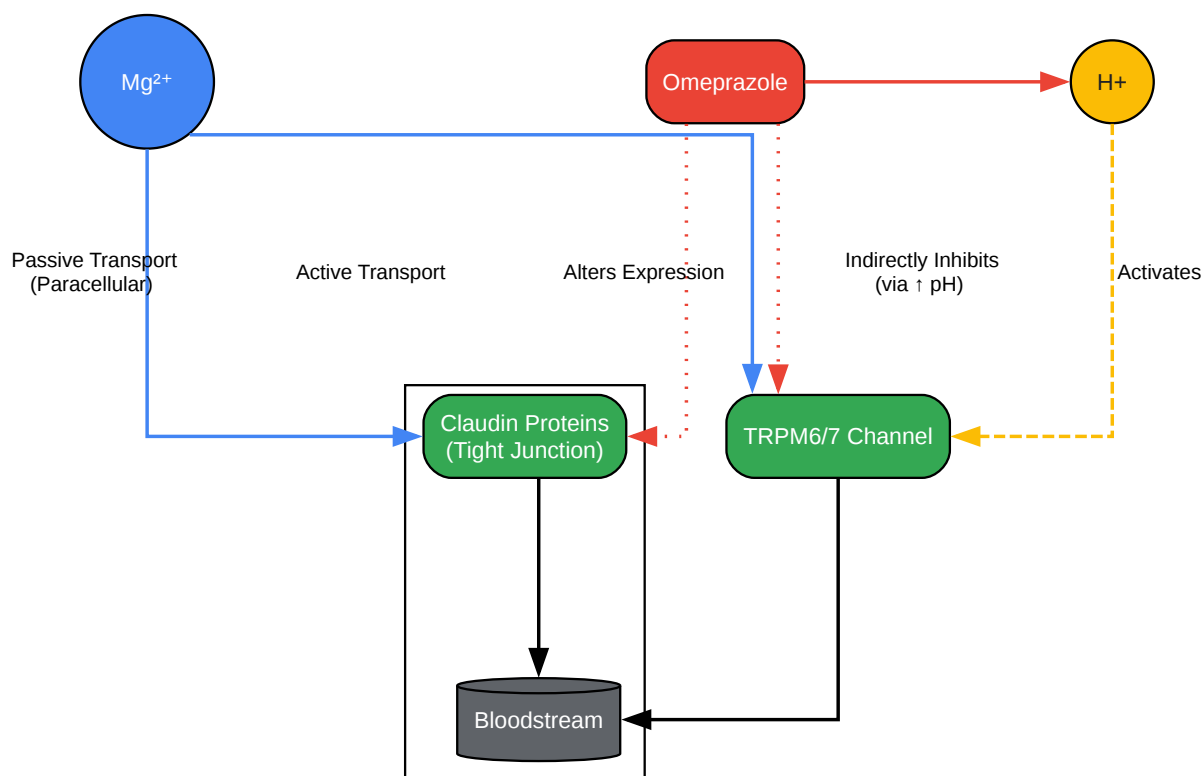 Mg²⁺
Omeprazole
H+
Passive Transport
(Paracellular)
Active Transport
Alters Expression
Indirectly Inhibits
(via ↑ pH)
Activates
Claudin Proteins
(Tight Junction)
TRPM6/7 Channel
Bloodstream